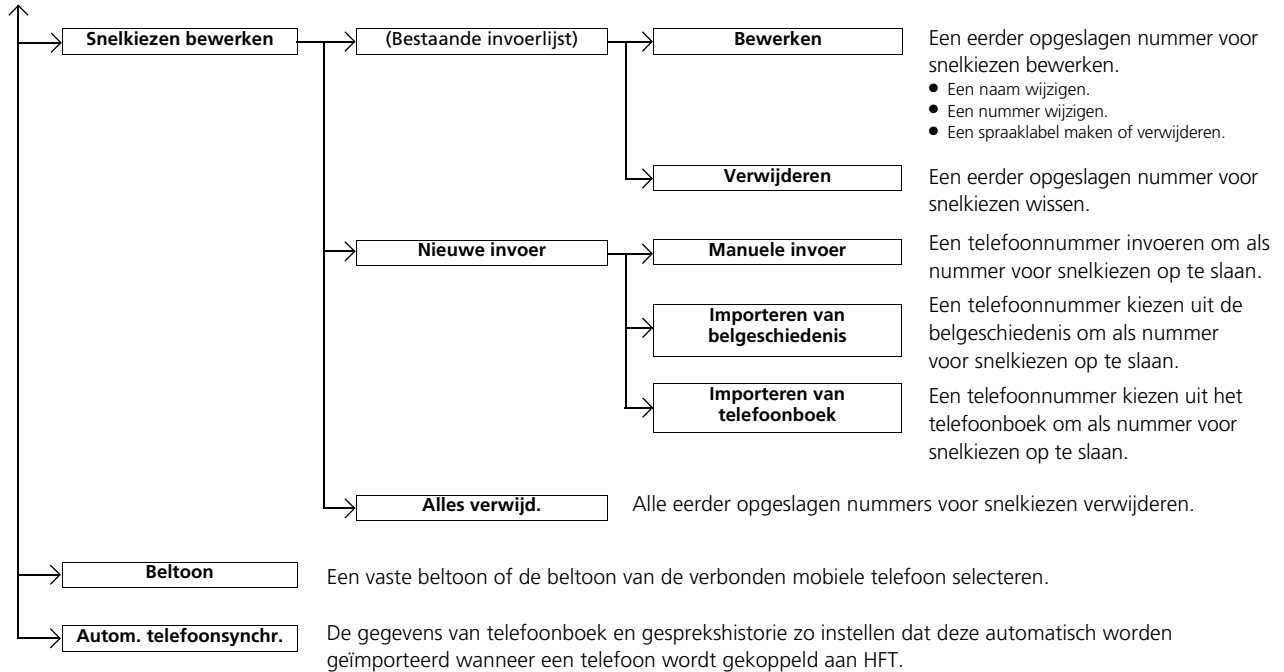 Snelkiezen bewerken
(Bestaande invoerlijst)
Bewerken
Een eerder opgeslagen nummer voor
snelkiezen bewerken.
● Een naam wijzigen.
● Een nummer wijzigen.
● Een spraaklabel maken of verwijderen.
Verwijderen
Een eerder opgeslagen nummer voor
snelkiezen wissen.
Nieuwe invoer
Manuele invoer
Een telefoonnummer invoeren om als
nummer voor snelkiezen op te slaan.
Importeren van
belgeschiedenis
Een telefoonnummer kiezen uit de
belgeschiedenis om als nummer
voor snelkiezen op te slaan.
Importeren van
telefoonboek
Een telefoonnummer kiezen uit het
telefoonboek om als nummer voor
snelkiezen op te slaan.
Alles verwijd.
Alle eerder opgeslagen nummers voor snelkiezen verwijderen.
Beltoon
Een vaste beltoon of de beltoon van de verbonden mobiele telefoon selecteren.
Autom. telefoonsynchr.
De gegevens van telefoonboek en gesprekshistorie zo instellen dat deze automatisch worden
geïmporteerd wanneer een telefoon wordt gekoppeld aan HFT.